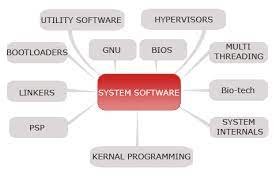 UTILITY SOFTWARE
HYPERVISORS
BOOTLOADERS
GNU
BIOS
MULTI
THREADING
LINKERS
SYSTEM SOFTWARE
Bio-tech
PSP
SYSTEM
INTERNALS
KERNAL PROGRAMMING